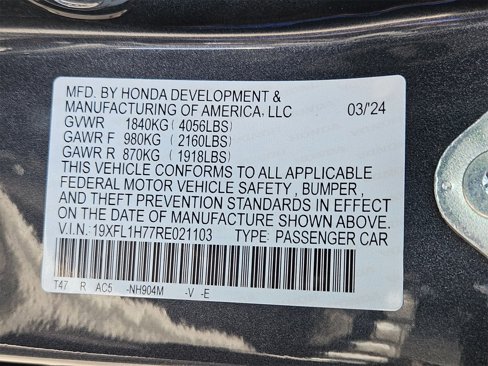 MFD. BY HONDA DEVELOPMENT &
MANUFACTURING OF AMERICA, LLC 03/'24
GVWR 1840KG (4056LBS)
GAWR F 980KG (2160LBS)
GAWR R 870KG (1918LBS)
THIS VEHICLE CONFORMS TO ALL APPLICABLE
FEDERAL MOTOR VEHICLE SAFETY, BUMPER,
AND THEFT PREVENTION STANDARDS IN EFFECT
ON THE DATE OF MANUFACTURE SHOWN ABOVE.
V.I.N: 19XFL1H77RE021103 TYPE: PASSENGER CAR
T47 R AC5 -NH904M -V -E